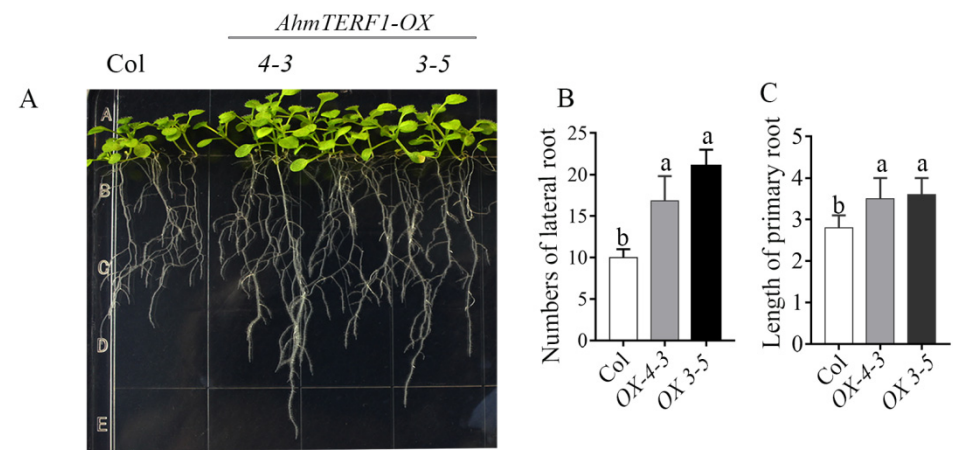 AhmTERF1-OX
Col 4-3 3-5
A
A
B
C
D
E
B
Numbers of lateral root
25
20
15
10
5
0
b
a
a
Col
OX-4-3
OX 3-5
C
Length of primary root
5
4
3
2
1
0
b
a
a
Col
OX-4-3
OX 3-5